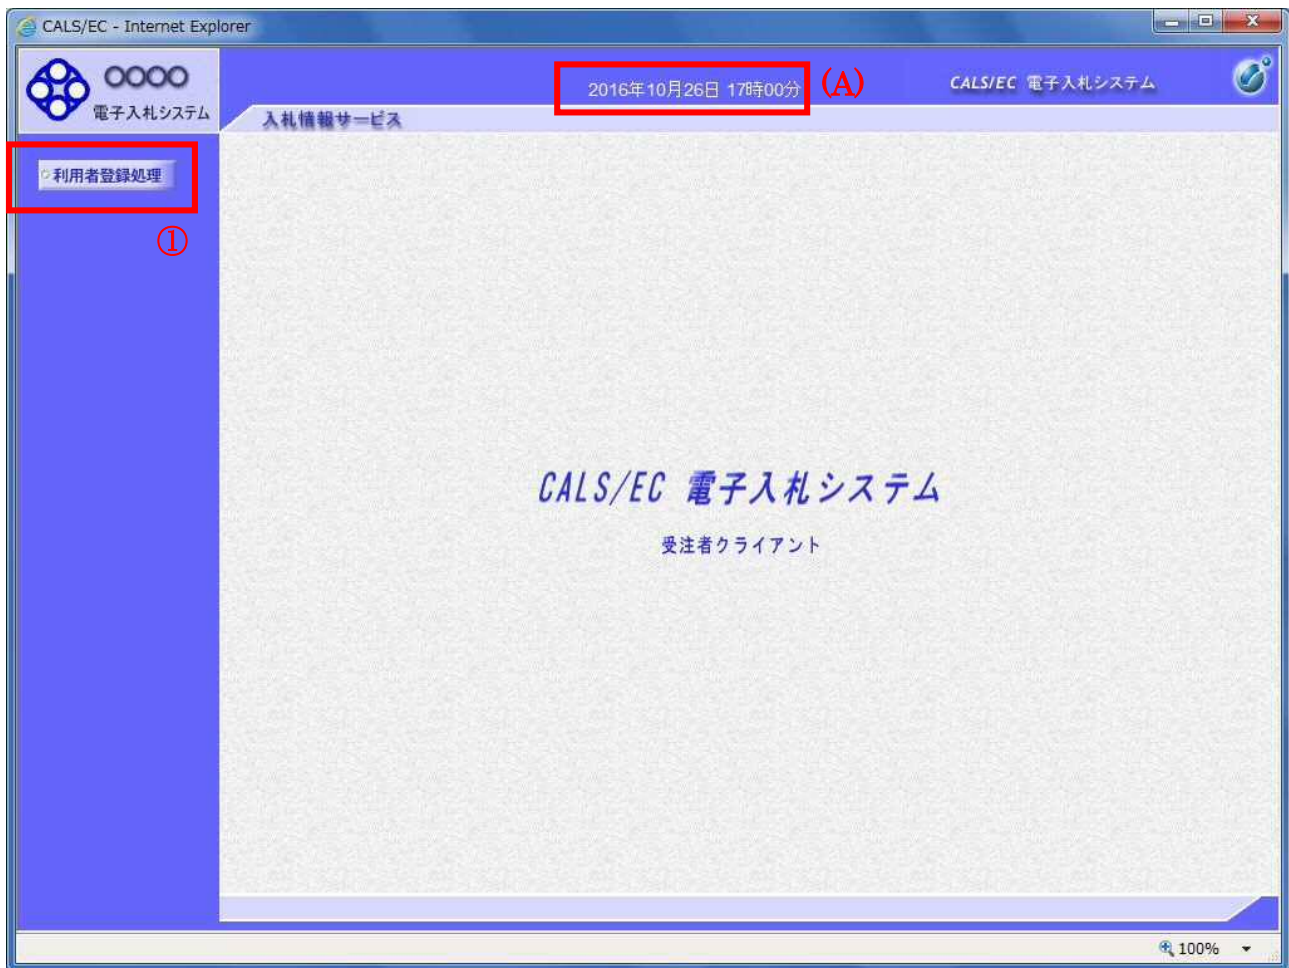 CALS/EC - Internet Explorer
〇〇〇〇
電子入札システム
2016年10月26日 17時00分
(A)
CALS/EC 電子入札システム
入札情報サービス
利用者登録処理
①
CALS/EC 電子入札システム
受注者クライアント
100%